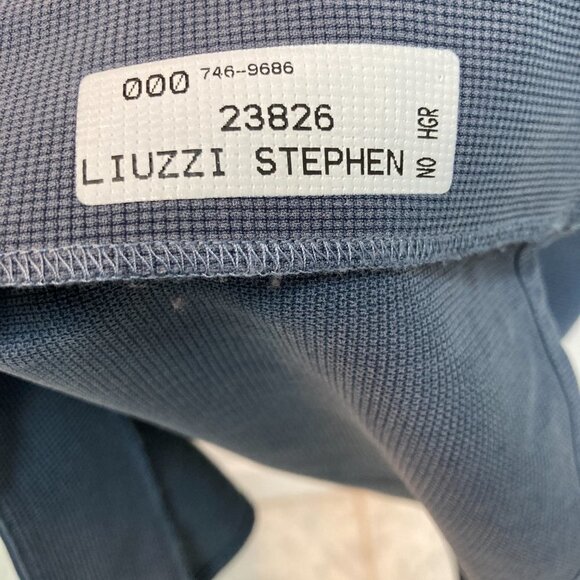 000 746-9686
23826
LIUZZI STEPHEN
NO HGR